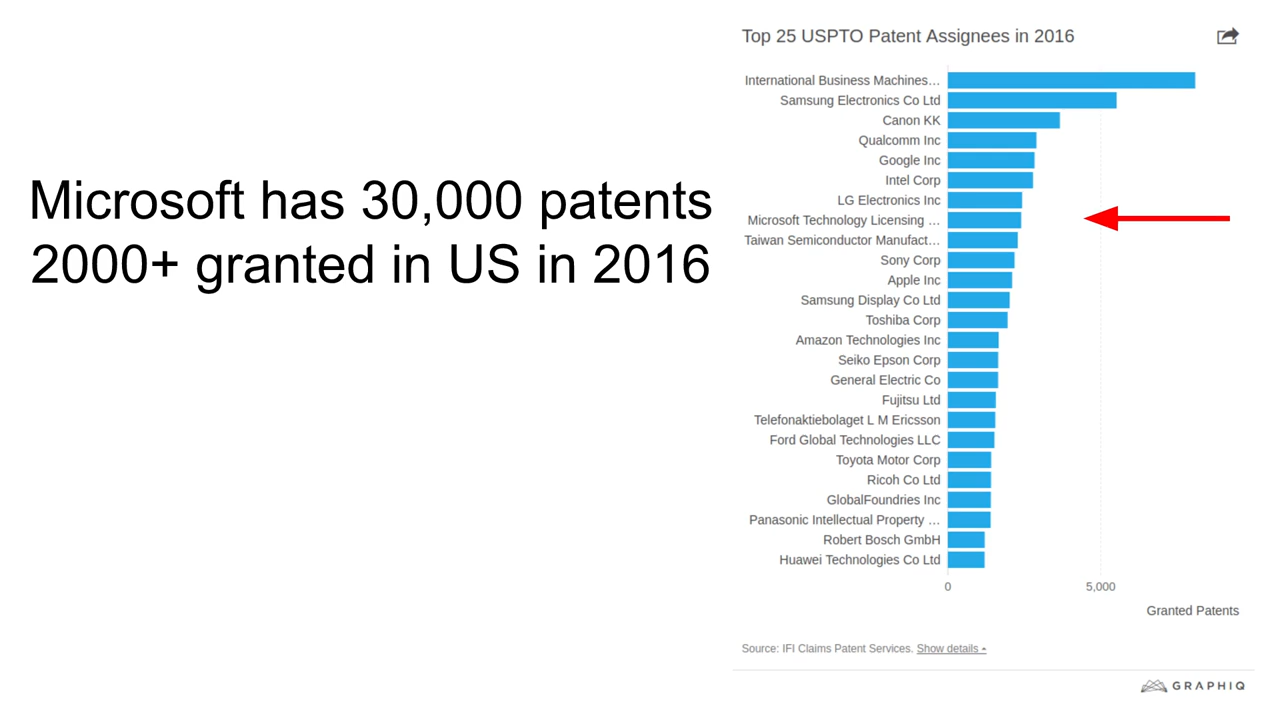 Microsoft has 30,000 patents
2000+ granted in US in 2016
Top 25 USPTO Patent Assignees in 2016
International Business Machines…
Samsung Electronics Co Ltd
Canon KK
Qualcomm Inc
Google Inc
Intel Corp
LG Electronics Inc
Microsoft Technology Licensing …
Taiwan Semiconductor Manufact…
Sony Corp
Apple Inc
Samsung Display Co Ltd
Toshiba Corp
Amazon Technologies Inc
Seiko Epson Corp
General Electric Co
Fujitsu Ltd
Telefonaktiebolaget L M Ericsson
Ford Global Technologies LLC
Toyota Motor Corp
Ricoh Co Ltd
GlobalFoundries Inc
Panasonic Intellectual Property …
Robert Bosch GmbH
Huawei Technologies Co Ltd
0 5,000
Granted Patents
Source: IFI Claims Patent Services. Show details
GRAPHIQ